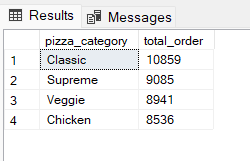 Results Messages
pizza_category total_order
1 Classic 10859
2 Supreme 9085
3 Veggie 8941
4 Chicken 8536